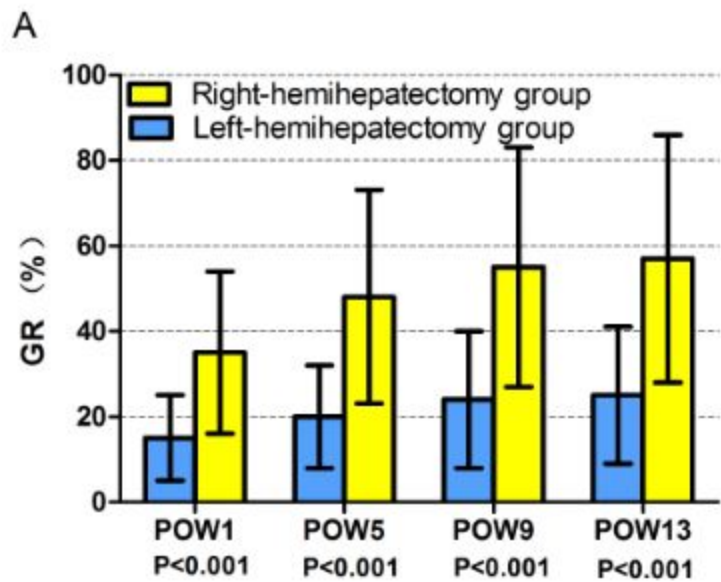 A
100
80
60
40
20
0
GR (%)
Right-hemihepatectomy group
Left-hemihepatectomy group
POW1 POW5 POW9 POW13
P<0.001 P<0.001 P<0.001 P<0.001